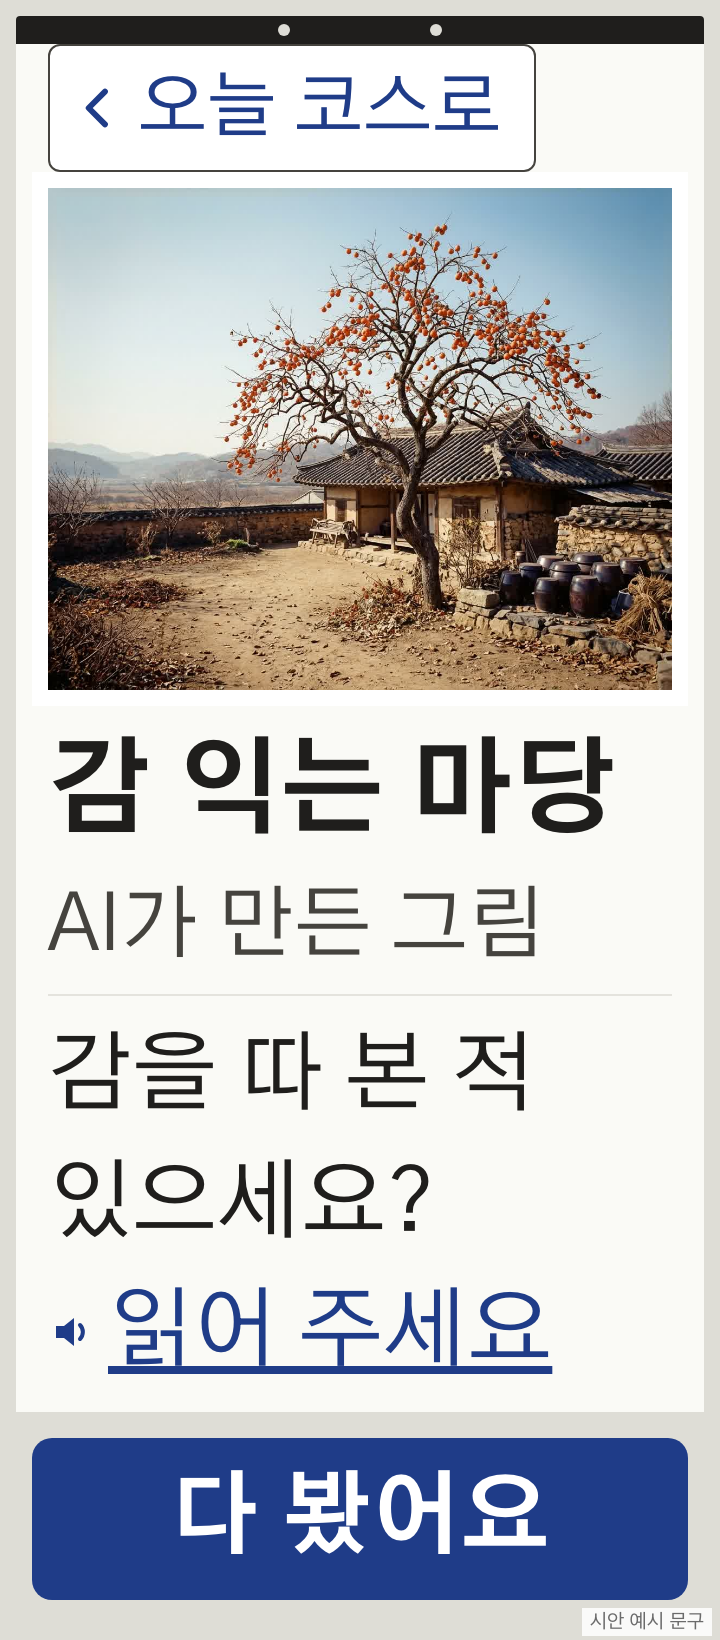 오늘 코스로
감 익는 마당
AI가 만든 그림
감을 따 본 적
있으세요?
읽어 주세요
다 봤어요
시안 예시 문구